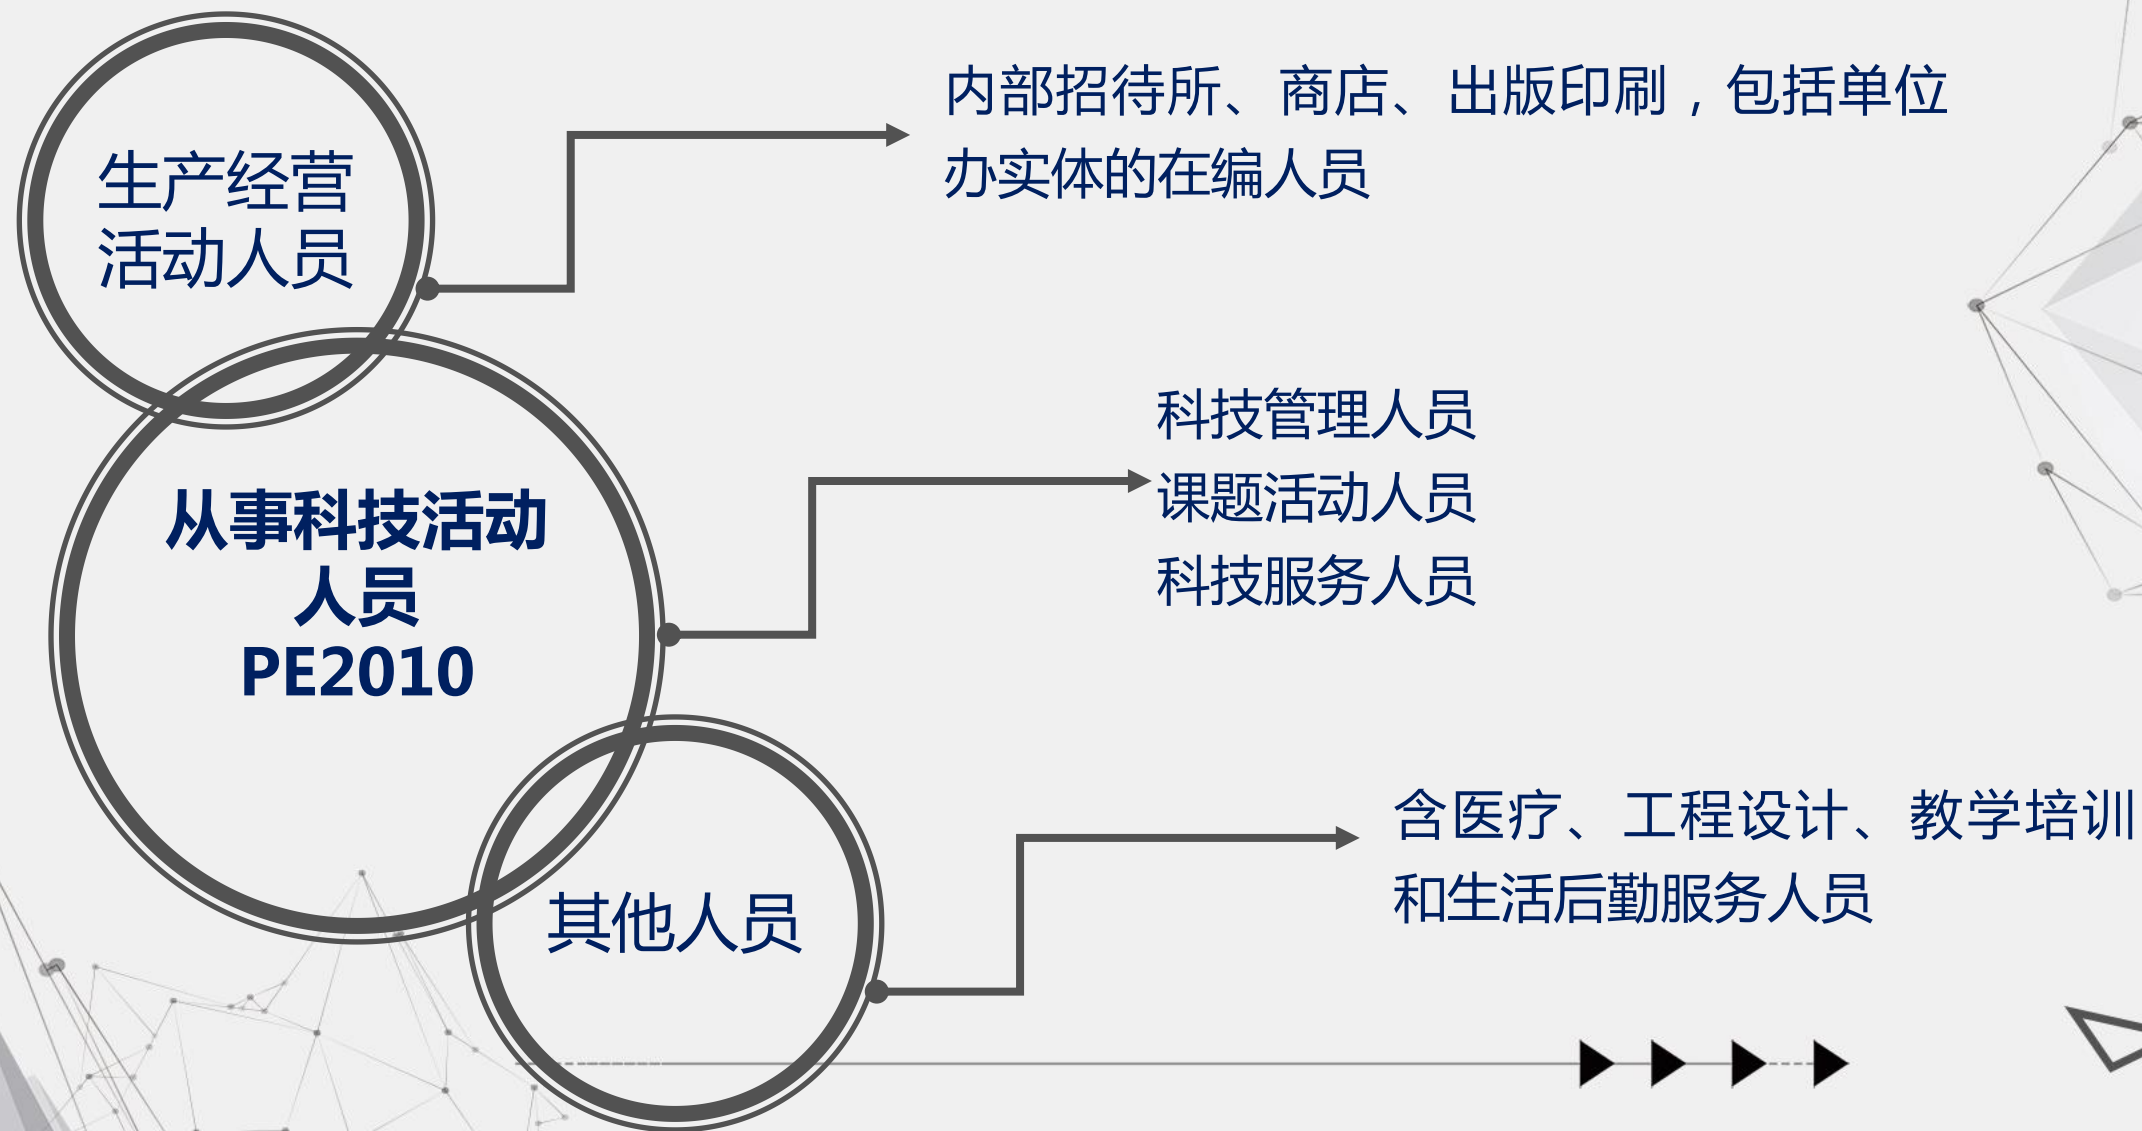 生产经营
活动人员
内部招待所、商店、出版印刷，包括单位
办实体的在编人员
从事科技活动
人员
PE2010
科技管理人员
课题活动人员
科技服务人员
其他人员
含医疗、工程设计、教学培训
和生活后勤服务人员